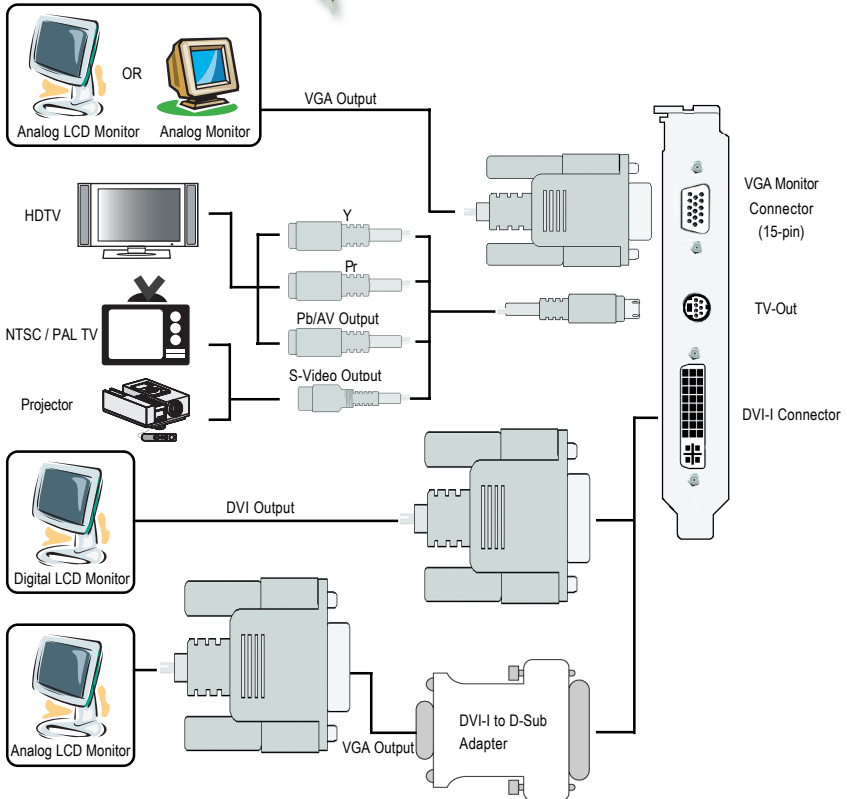 OR
Analog LCD Monitor
Analog Monitor
VGA Output
VGA Monitor
Connector
(15-pin)
HDTV
Y
Pr
Pb/AV Output
TV-Out
NTSC / PAL TV
S-Video Output
Projector
DVI-I Connector
DVI Output
Digital LCD Monitor
DVI-I to D-Sub
Adapter
VGA Output
Analog LCD Monitor